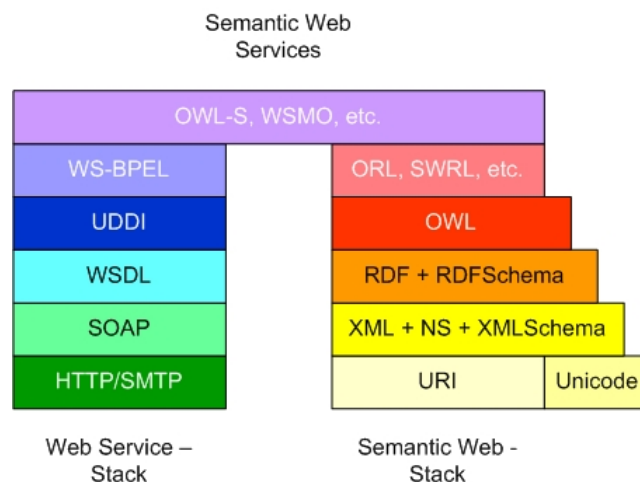 Semantic Web
Services
OWL-S, WSMO, etc.
WS-BPEL
ORL, SWRL, etc.
UDDI
OWL
WSDL
RDF + RDFSchema
SOAP
XML + NS + XMLSchema
HTTP/SMTP
URI
Unicode
Web Service –
Stack
Semantic Web -
Stack